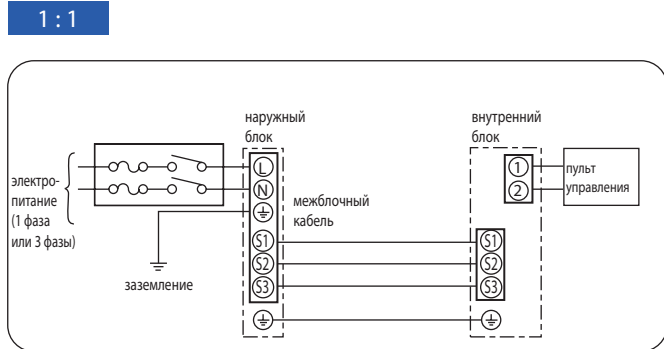 1 : 1
наружный
блок
внутренний
блок
электро-
питание
(1 фаза
или 3 фазы)
L
N
межблочный
кабель
S1
S2
S3
заземление
1
2
пульт
управления
S1
S2
S3